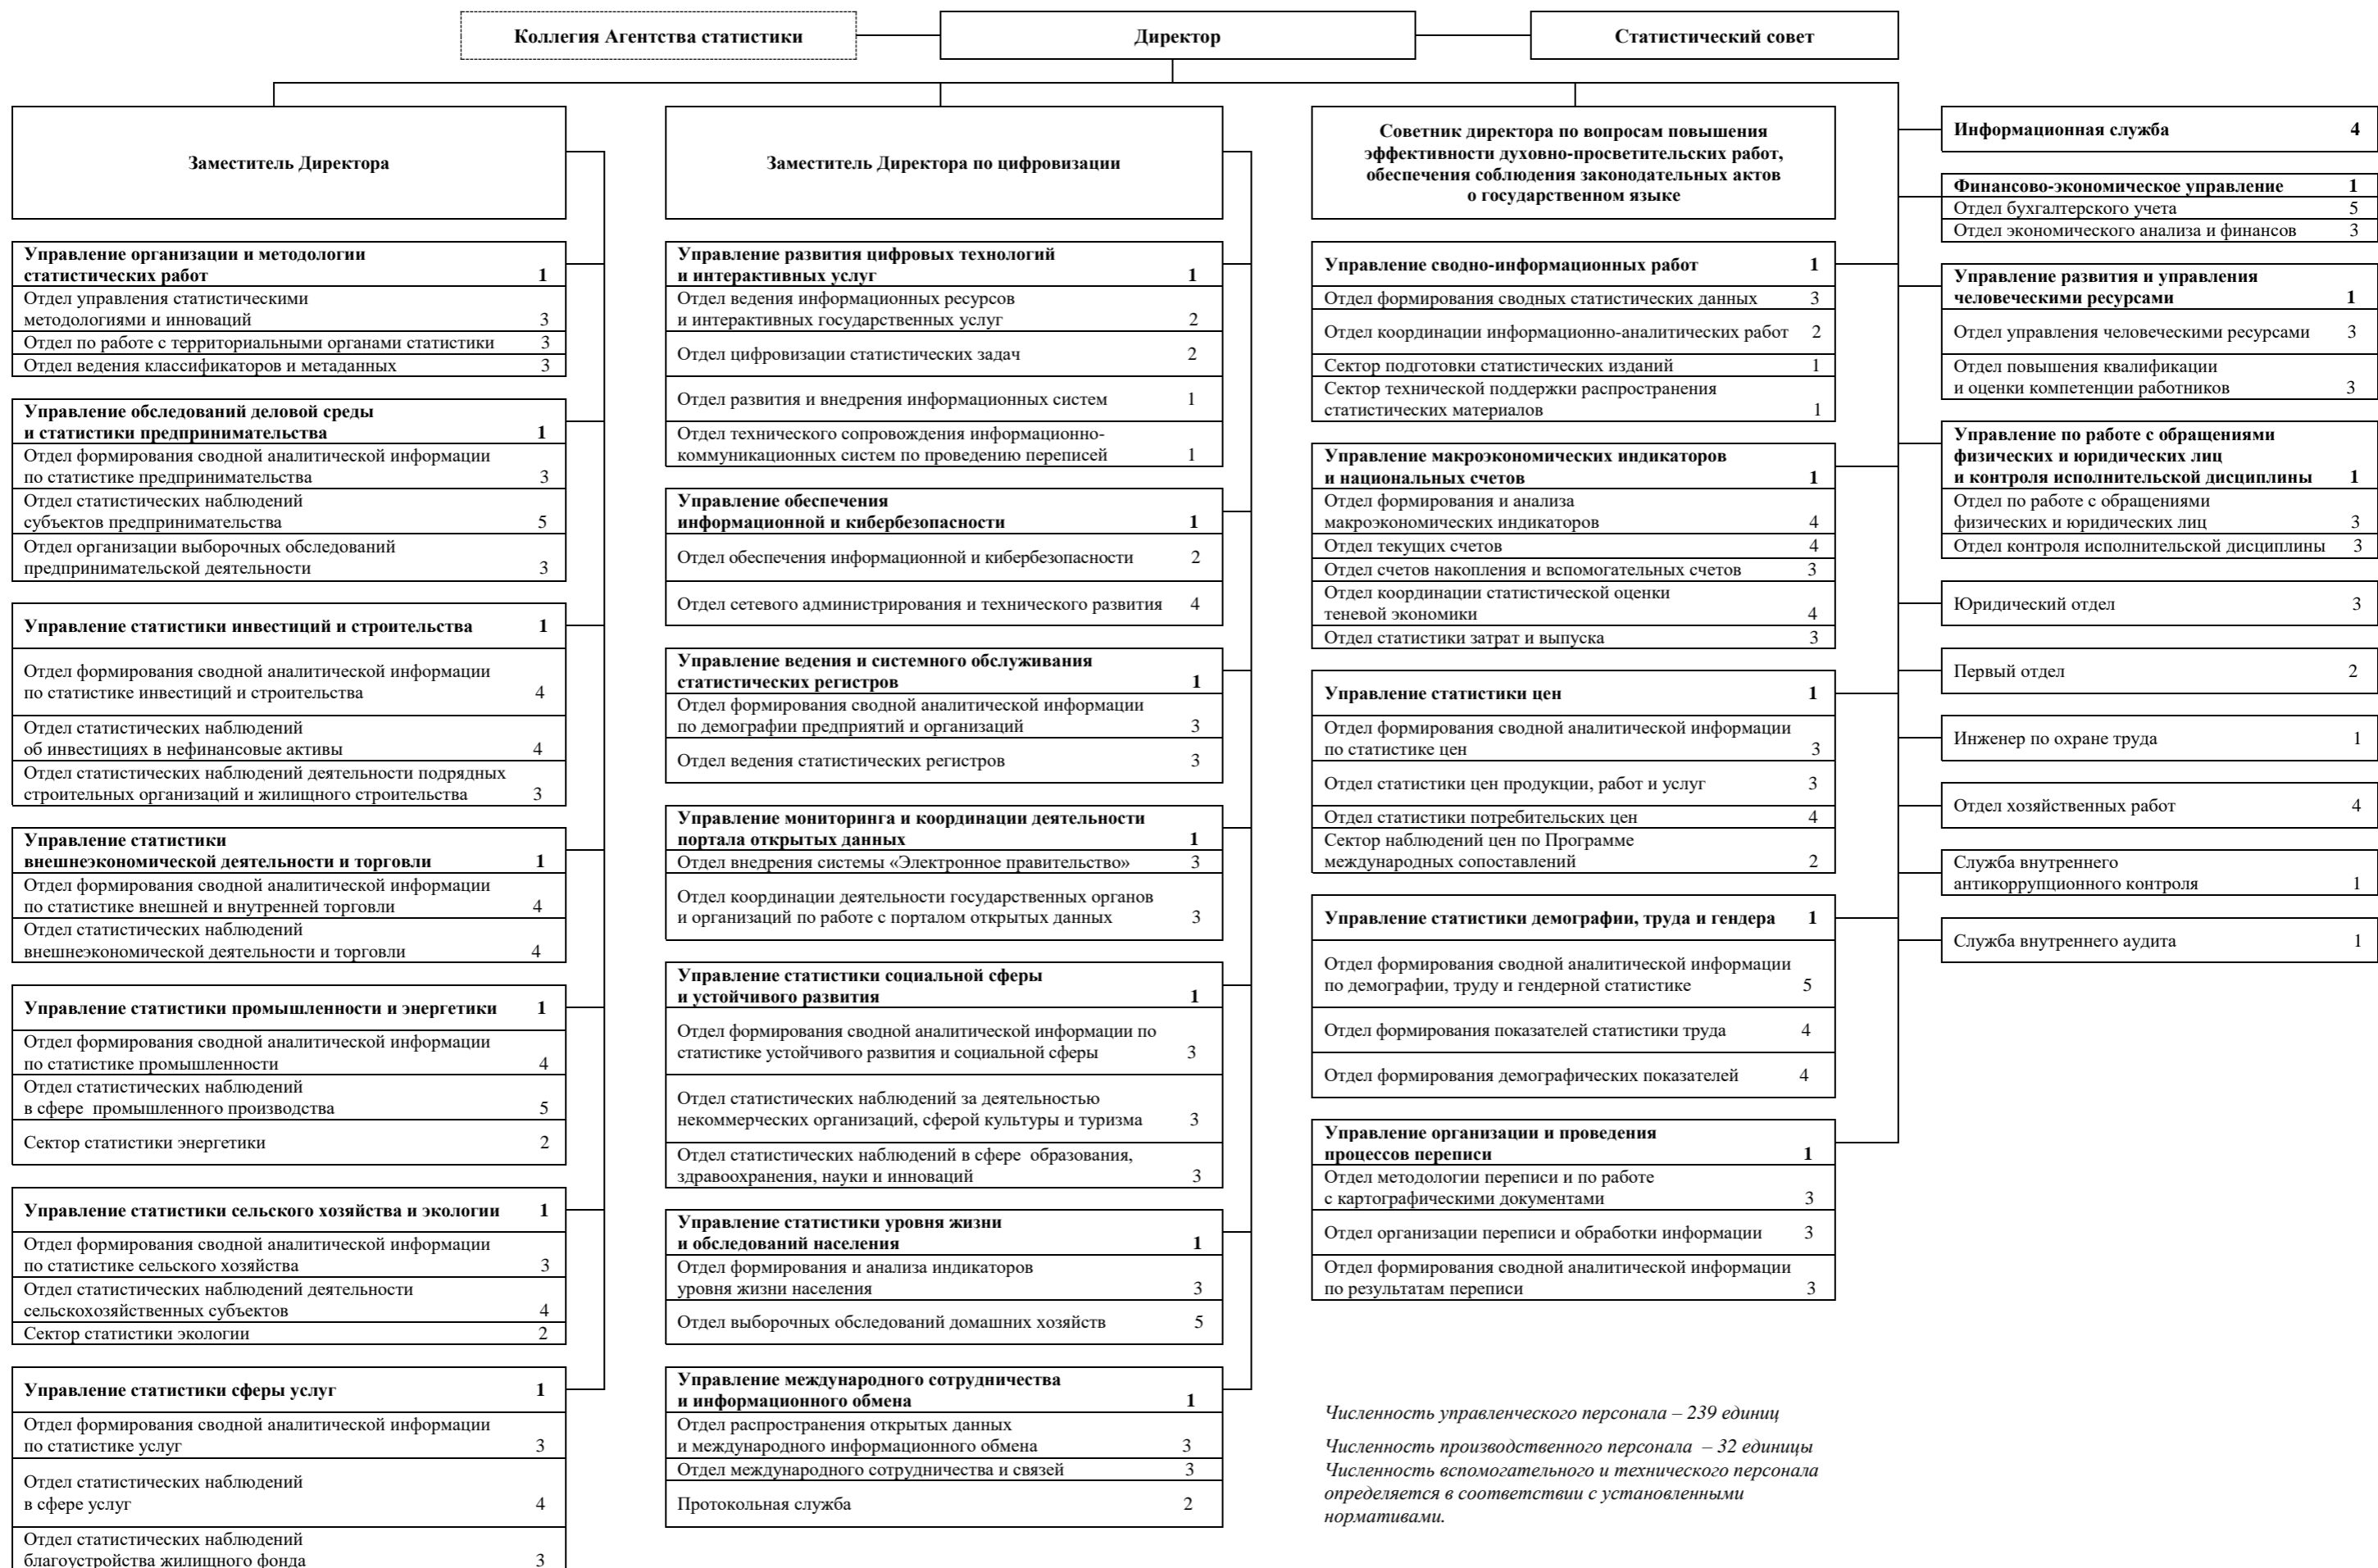 Коллегия Агентства статистики
Директор
Статистический совет
Заместитель Директора
Управление организации и методологии
статистических работ 1
Отдел управления статистическими
методологиями и инноваций 3
Отдел по работе с территориальными органами статистики 3
Отдел ведения классификаторов и метаданных 3
Управление обследований деловой среды
и статистики предпринимательства 1
Отдел формирования сводной аналитической информации
по статистике предпринимательства 3
Отдел статистических наблюдений
субъектов предпринимательства 5
Отдел организации выборочных обследований
предпринимательской деятельности 3
Управление статистики инвестиций и строительства 1
Отдел формирования сводной аналитической информации
по статистике инвестиций и строительства 4
Отдел статистических наблюдений
об инвестициях в нефинансовые активы 4
Отдел статистических наблюдений деятельности подрядных
строительных организаций и жилищного строительства 3
Управление статистики
внешнеэкономической деятельности и торговли 1
Отдел формирования сводной аналитической информации
по статистике внешней и внутренней торговли 4
Отдел статистических наблюдений
внешнеэкономической деятельности и торговли 4
Управление статистики промышленности и энергетики 1
Отдел формирования сводной аналитической информации
по статистике промышленности 4
Отдел статистических наблюдений
в сфере промышленного производства 5
Сектор статистики энергетики 2
Управление статистики сельского хозяйства и экологии 1
Отдел формирования сводной аналитической информации
по статистике сельского хозяйства 3
Отдел статистических наблюдений деятельности
сельскохозяйственных субъектов 4
Сектор статистики экологии 2
Управление статистики сферы услуг 1
Отдел формирования сводной аналитической информации
по статистике услуг 3
Отдел статистических наблюдений
в сфере услуг 4
Отдел статистических наблюдений
благоустройства жилищного фонда 3
Заместитель Директора по цифровизации
Управление развития цифровых технологий
и интерактивных услуг 1
Отдел ведения информационных ресурсов
и интерактивных государственных услуг 2
Отдел цифровизации статистических задач 2
Отдел развития и внедрения информационных систем 1
Отдел технического сопровождения информационно-
коммуникационных систем по проведению переписей 1
Управление обеспечения
информационной и кибербезопасности 1
Отдел обеспечения информационной и кибербезопасности 2
Отдел сетевого администрирования и технического развития 4
Управление ведения и системного обслуживания
статистических регистров 1
Отдел формирования сводной аналитической информации
по демографии предприятий и организаций 3
Отдел ведения статистических регистров 3
Управление мониторинга и координации деятельности
портала открытых данных 1
Отдел внедрения системы «Электронное правительство» 3
Отдел координации деятельности государственных органов
и организаций по работе с порталом открытых данных 3
Управление статистики социальной сферы
и устойчивого развития 1
Отдел формирования сводной аналитической информации по
статистике устойчивого развития и социальной сферы 3
Отдел статистических наблюдений за деятельностью
некоммерческих организаций, сферой культуры и туризма 3
Отдел статистических наблюдений в сфере образования,
здравоохранения, науки и инноваций 3
Управление статистики уровня жизни
и обследований населения 1
Отдел формирования и анализа индикаторов
уровня жизни населения 3
Отдел выборочных обследований домашних хозяйств 5
Управление международного сотрудничества
и информационного обмена 1
Отдел распространения открытых данных
и международного информационного обмена 3
Отдел международного сотрудничества и связей 3
Протокольная служба 2
Советник директора по вопросам повышения
эффективности духовно-просветительских работ,
обеспечения соблюдения законодательных актов
о государственном языке
Управление сводно-информационных работ 1
Отдел формирования сводных статистических данных 3
Отдел координации информационно-аналитических работ 2
Сектор подготовки статистических изданий 1
Сектор технической поддержки распространения
статистических материалов 1
Управление макроэкономических индикаторов
и национальных счетов 1
Отдел формирования и анализа
макроэкономических индикаторов 4
Отдел текущих счетов 4
Отдел счетов накопления и вспомогательных счетов 3
Отдел координации статистической оценки
теневой экономики 4
Отдел статистики затрат и выпуска 3
Управление статистики цен 1
Отдел формирования сводной аналитической информации
по статистике цен 3
Отдел статистики цен продукции, работ и услуг 3
Отдел статистики потребительских цен 4
Сектор наблюдений цен по Программе
международных сопоставлений 2
Управление статистики демографии, труда и гендера 1
Отдел формирования сводной аналитической информации
по демографии, труду и гендерной статистике 5
Отдел формирования показателей статистики труда 4
Отдел формирования демографических показателей 4
Управление организации и проведения
процессов переписи 1
Отдел методологии переписи и по работе
с картографическими документами 3
Отдел организации переписи и обработки информации 3
Отдел формирования сводной аналитической информации
по результатам переписи 3
Информационная служба 4
Финансово-экономическое управление 1
Отдел бухгалтерского учета 5
Отдел экономического анализа и финансов 3
Управление развития и управления
человеческими ресурсами 1
Отдел управления человеческими ресурсами 3
Отдел повышения квалификации
и оценки компетенции работников 3
Управление по работе с обращениями
физических и юридических лиц
и контроля исполнительской дисциплины 1
Отдел по работе с обращениями
физических и юридических лиц 3
Отдел контроля исполнительской дисциплины 3
Юридический отдел 3
Первый отдел 2
Инженер по охране труда 1
Отдел хозяйственных работ 4
Служба внутреннего
антикоррупционного контроля 1
Служба внутреннего аудита 1
Численность управленческого персонала – 239 единиц
Численность производственного персонала – 32 единицы
Численность вспомогательного и технического персонала
определяется в соответствии с установленными
нормативами.